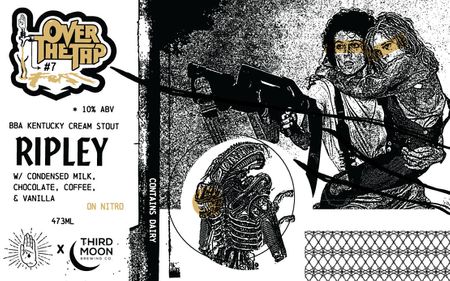 OVER
THE TAP
#7
* 10% ABV
BBA KENTUCKY CREAM STOUT
RIPLEY
W/ CONDENSED MILK,
CHOCOLATE, COFFEE,
& VANILLA
ON NITRO
473ML
X
THIRD
MOON
BREWING CO.
CONTAINS DAIRY